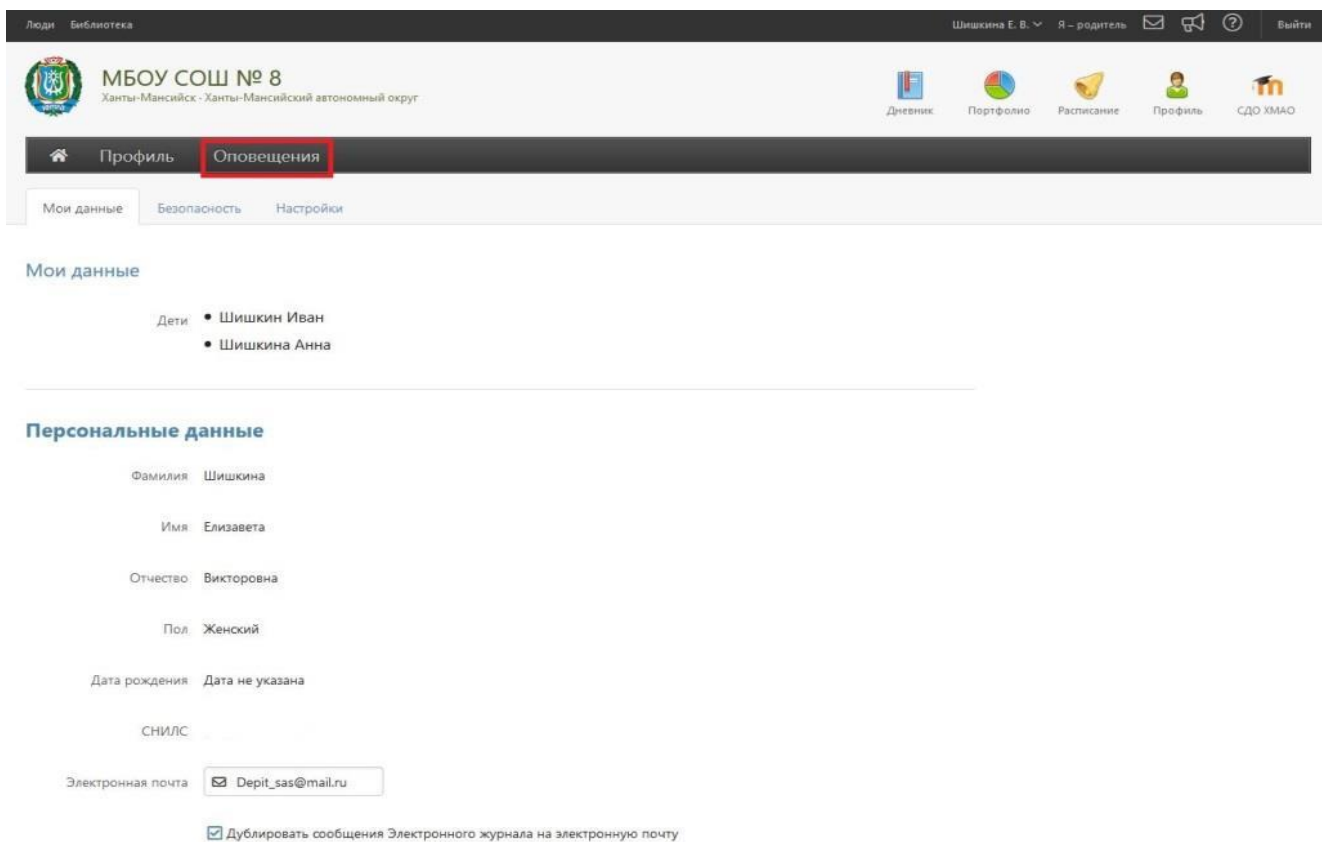 Люди Библиотека Шишкина Е. В. Я – родитель Выйти
МБОУ СОШ № 8
Ханты-Мансийск - Ханты-Мансийский автономный округ
Дневник Портфолио Расписание Профиль СДО ХМАО
Профиль Оповещения
Мои данные Безопасность Настройки
Мои данные
Дети • Шишкин Иван
• Шишкина Анна
Персональные данные
Фамилия Шишкина
Имя Елизавета
Отчество Викторовна
Пол Женский
Дата рождения Дата не указана
СНИЛС
Электронная почта Depit_sas@mail.ru
Дублировать сообщения Электронного журнала на электронную почту